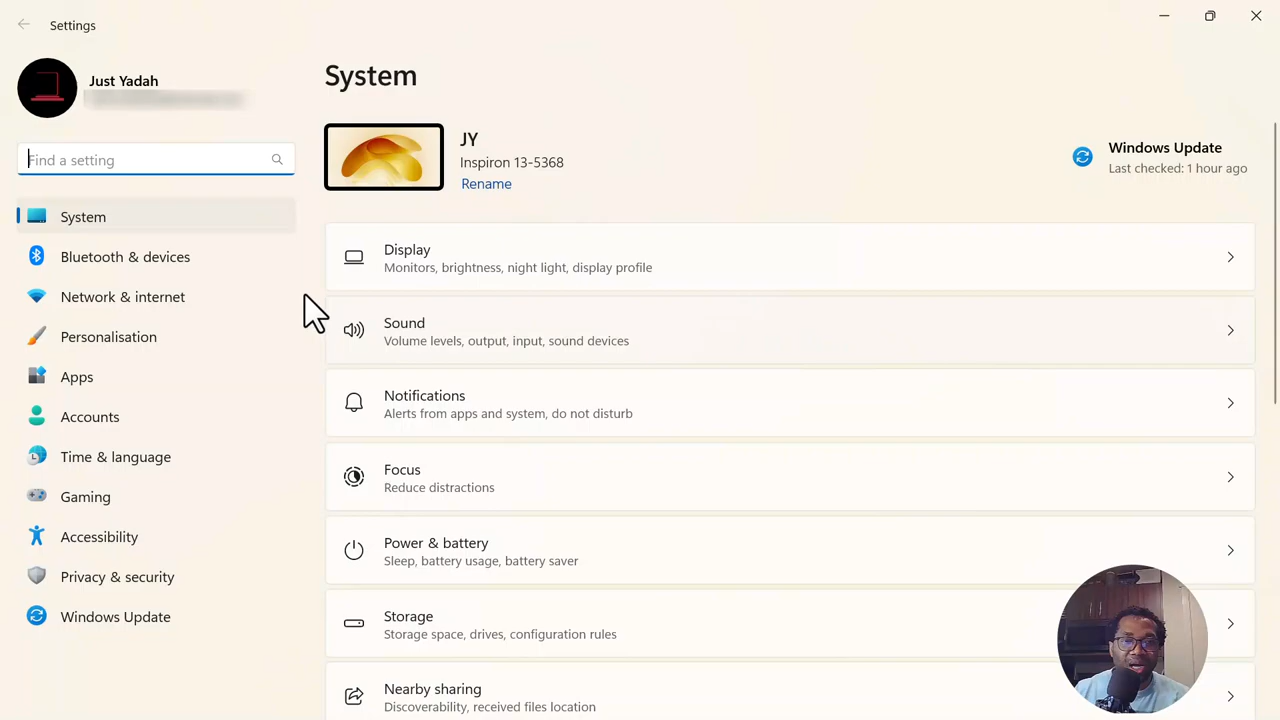 Settings
Just Yadah
Find a setting
System
Bluetooth & devices
Network & internet
Personalisation
Apps
Accounts
Time & language
Gaming
Accessibility
Privacy & security
Windows Update
System
JY
Inspiron 13-5368
Rename
Windows Update
Last checked: 1 hour ago
Display
Monitors, brightness, night light, display profile
Sound
Volume levels, output, input, sound devices
Notifications
Alerts from apps and system, do not disturb
Focus
Reduce distractions
Power & battery
Sleep, battery usage, battery saver
Storage
Storage space, drives, configuration rules
Nearby sharing
Discoverability, received files location